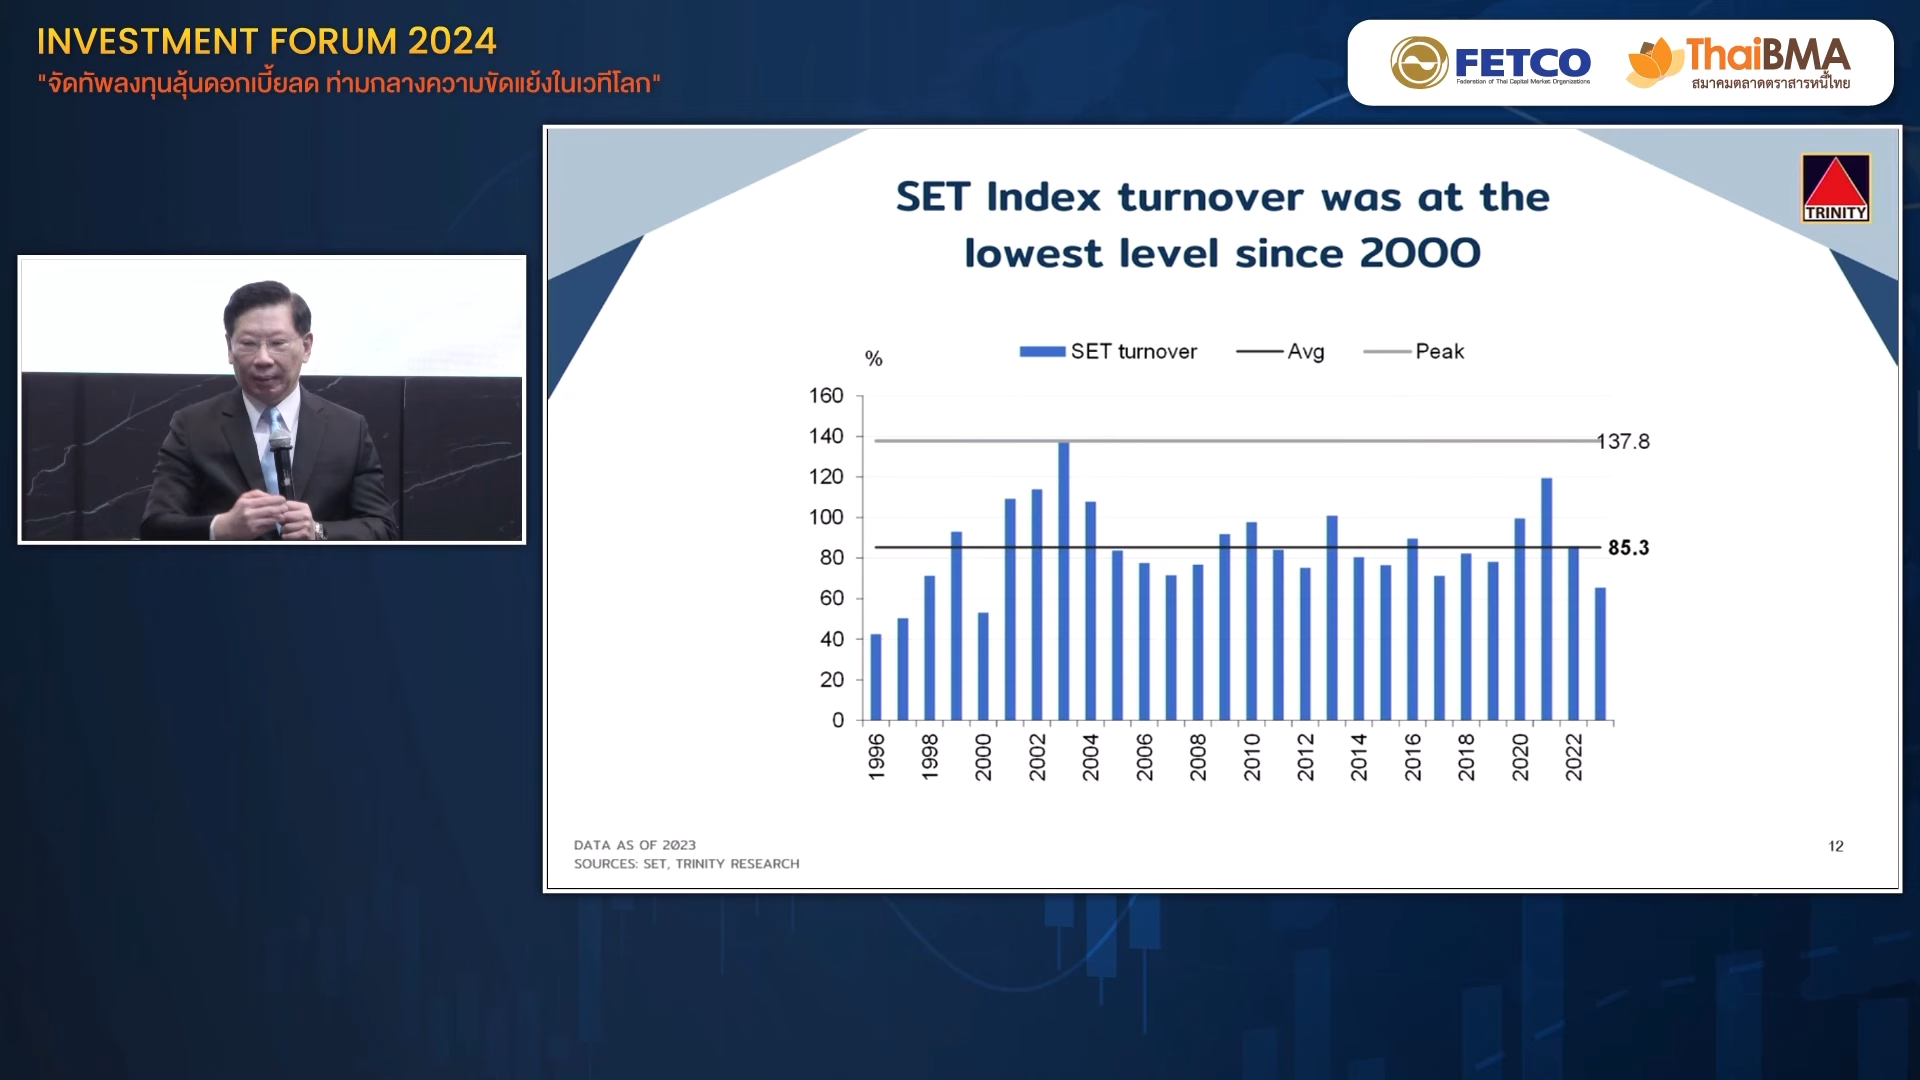 INVESTMENT FORUM 2024
"จัดทัพลงทุนลุ้นดอกเบี้ยลด ท่ามกลางความขัดแย้งในเวทีโลก"
FETCO
Federation of Thai Capital Market Organizations
ThaiBMA
สมาคมตลาดตราสารหนี้ไทย
TRINITY
SET Index turnover was at the
lowest level since 2000
%
SET turnover
Avg
Peak
160
140
120
100
80
60
40
20
0
137.8
85.3
1996
1998
2000
2002
2004
2006
2008
2010
2012
2014
2016
2018
2020
2022
DATA AS OF 2023
SOURCES: SET, TRINITY RESEARCH
12